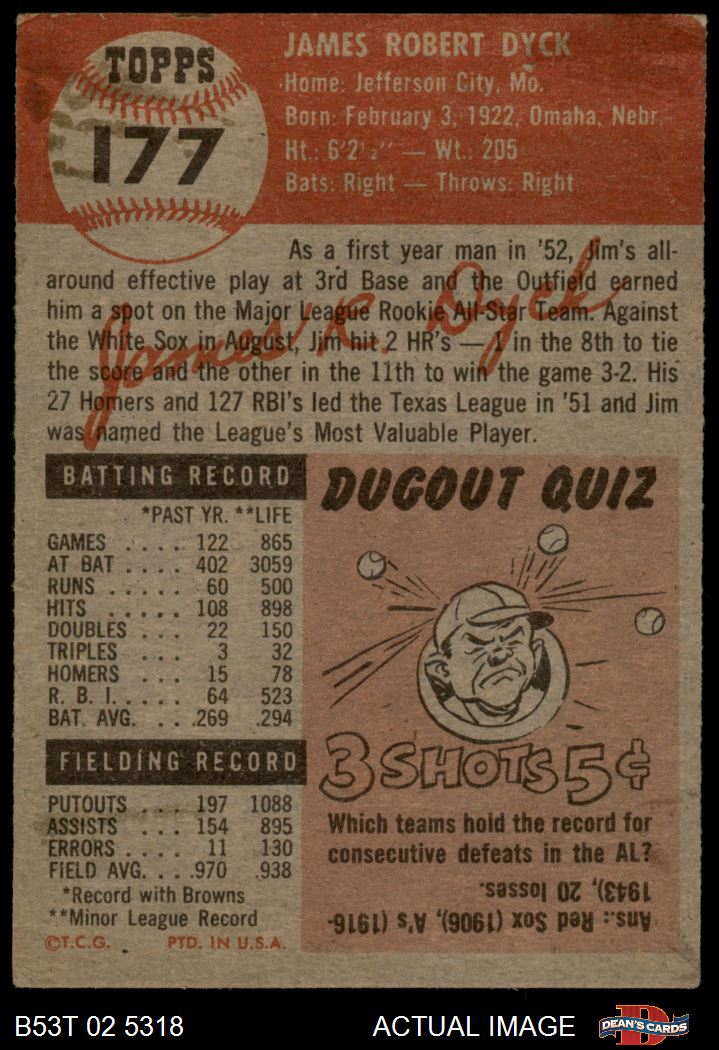 TOPPS
177
JAMES ROBERT DYCK
Home: Jefferson City, Mo.
Born: February 3, 1922, Omaha, Nebr.
Ht.: 6'2½" — Wt.: 205
Bats: Right — Throws: Right
As a first year man in '52, Jim's all-
around effective play at 3rd Base and the Outfield earned
him a spot on the Major League Rookie All-Star Team. Against
the White Sox in August, Jim hit 2 HR's — 1 in the 8th to tie
the score and the other in the 11th to win the game 3-2. His
27 Homers and 127 RBI's led the Texas League in '51 and Jim
was named the League's Most Valuable Player.
James R. Dyck
BATTING RECORD
*PAST YR. **LIFE
GAMES . . . . 122 865
AT BAT . . . . 402 3059
RUNS . . . . . 60 500
HITS . . . . . 108 898
DOUBLES . . . 22 150
TRIPLES . . . 3 32
HOMERS . . . 15 78
R. B. I. . . . . 64 523
BAT. AVG. . . .269 .294
FIELDING RECORD
PUTOUTS . . . 197 1088
ASSISTS . . . 154 895
ERRORS . . . . 11 130
FIELD AVG. . . .970 .938
*Record with Browns
**Minor League Record
©T.C.G. PTD. IN U.S.A.
DUGOUT QUIZ
3 SHOTS 5¢
Which teams hold the record for
consecutive defeats in the AL?
Ans.: Red Sox (1906), A's (1916-
1943), 20 losses.
B53T 02 5318
ACTUAL IMAGE
DEAN'S CARDS